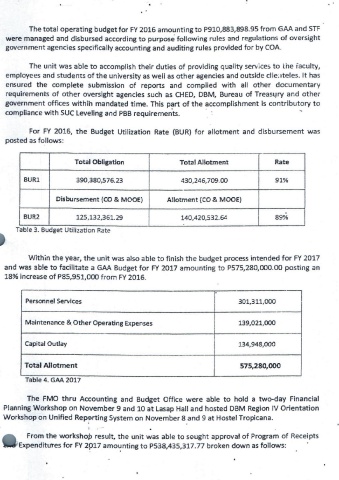 The total operating budget for FY 2016 amounting to P910,883,898.95 from GAA and STF
were managed and disbursed according to purpose following rules and regulations of oversight
government agencies specifically accounting and auditing rules provided for by COA.
The unit was able to accomplish their duties of providing quality services to the faculty,
employees and students of the university as well as other agencies and outside clienteles. It has
ensured the complete submission of reports and complied with all other documentary
requirements of other oversight agencies such as CHED, DBM, Bureau of Treasury and other
government offices within mandated time. This part of the accomplishment is contributory to
compliance with SUC Leveling and PBB requirements.
For FY 2016, the Budget Utilization Rate (BUR) for allotment and disbursement was
posted as follows:
Total Obligation Total Allotment Rate
BUR1 390,380,576.23 430,246,709.00 91%
Disbursement (CO & MOOE) Allotment (CO & MOOE)
BUR2 125,132,361.29 140,420,532.64 89%
Table 3. Budget Utilization Rate
Within the year, the unit was also able to finish the budget process intended for FY 2017
and was able to facilitate a GAA Budget for FY 2017 amounting to P575,280,000.00 posting an
18% increase of P85,951,000 from FY 2016.
Personnel Services 301,311,000
Maintenance & Other Operating Expenses 139,021,000
Capital Outlay 134,948,000
Total Allotment 575,280,000
Table 4. GAA 2017
The FMO thru Accounting and Budget Office were able to hold a two-day Financial
Planning Workshop on November 9 and 10 at Lasap Hall and hosted DBM Region IV Orientation
Workshop on Unified Reporting System on November 8 and 9 at Hostel Tropicana.
From the workshop result, the unit was able to sought approval of Program of Receipts
Expenditures for FY 2017 amounting to P538,435,317.77 broken down as follows: